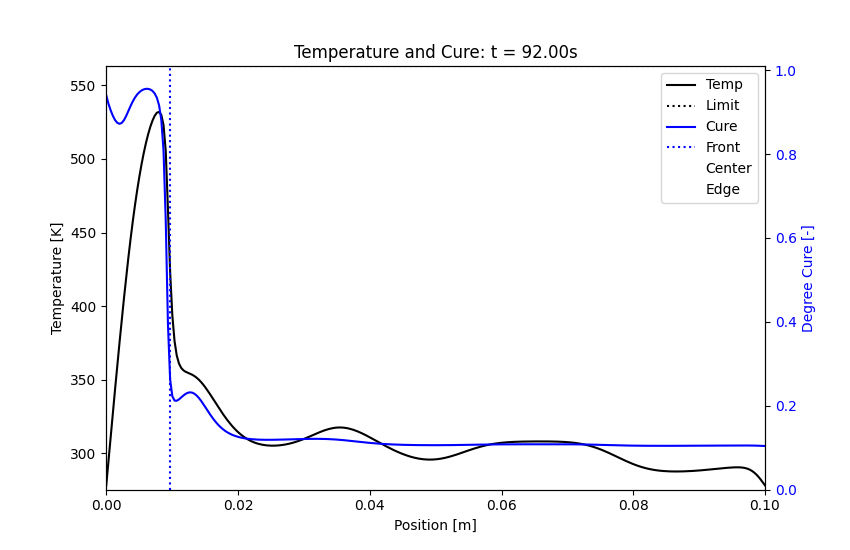 Temperature and Cure: t = 92.00s
550
500
450
400
350
300
Temperature [K]
1.0
0.8
0.6
0.4
0.2
0.0
Degree Cure [-]
Temp
Limit
Cure
Front
Center
Edge
0.00
0.02
0.04
0.06
0.08
0.10
Position [m]